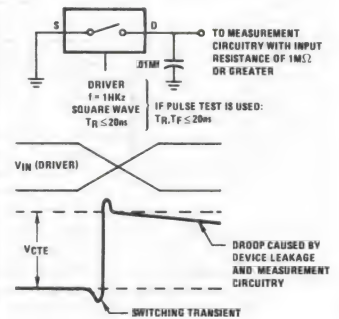 S
D
TO MEASUREMENT
CIRCUITRY WITH INPUT
RESISTANCE OF 1MΩ
OR GREATER
.01Mf
DRIVER
f = 1HKz
SQUARE WAVE
TR ≤ 20ns
IF PULSE TEST IS USED:
TR,TF ≤ 20ns
VIN (DRIVER)
VCTE
DROOP CAUSED BY
DEVICE LEAKAGE
AND MEASUREMENT
CIRCUITRY
SWITCHING TRANSIENT